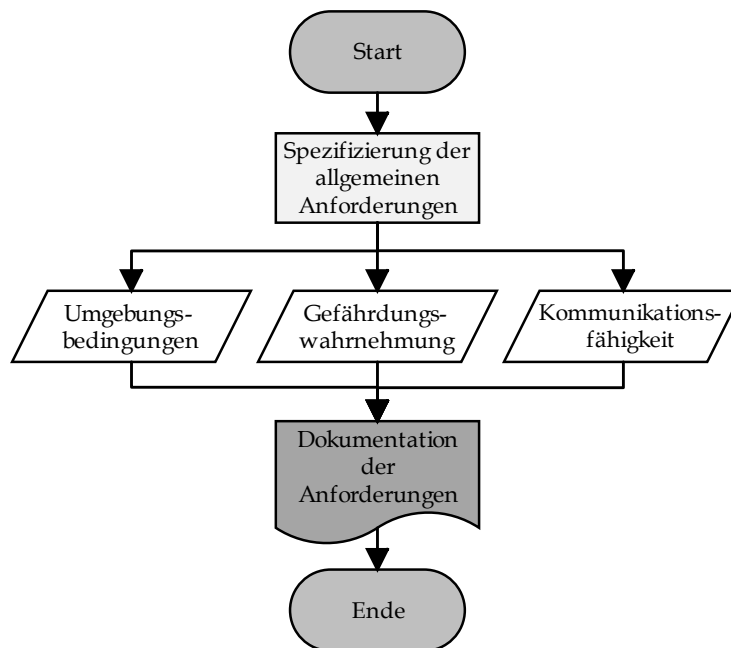 Start
Spezifizierung der
allgemeinen
Anforderungen
Umgebungs-
bedingungen
Gefährdungs-
wahrnehmung
Kommunikations-
fähigkeit
Dokumentation
der
Anforderungen
Ende